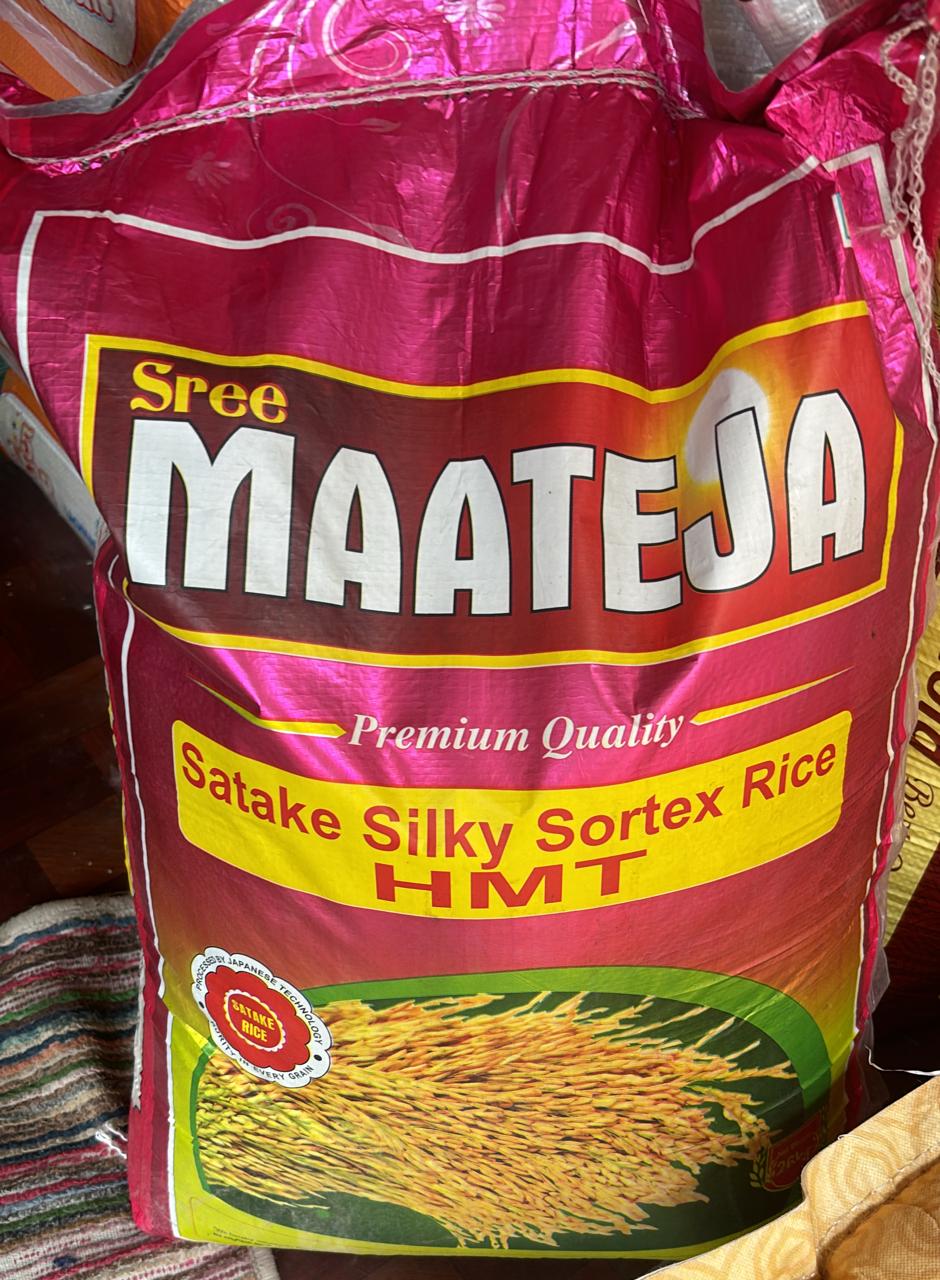 Sree
MAATEJA
Premium Quality
Satake Silky Sortex Rice
HMT
PROCESSED BY JAPANESE TECHNOLOGY
SATAKE
RICE
PURITY IN EVERY GRAIN